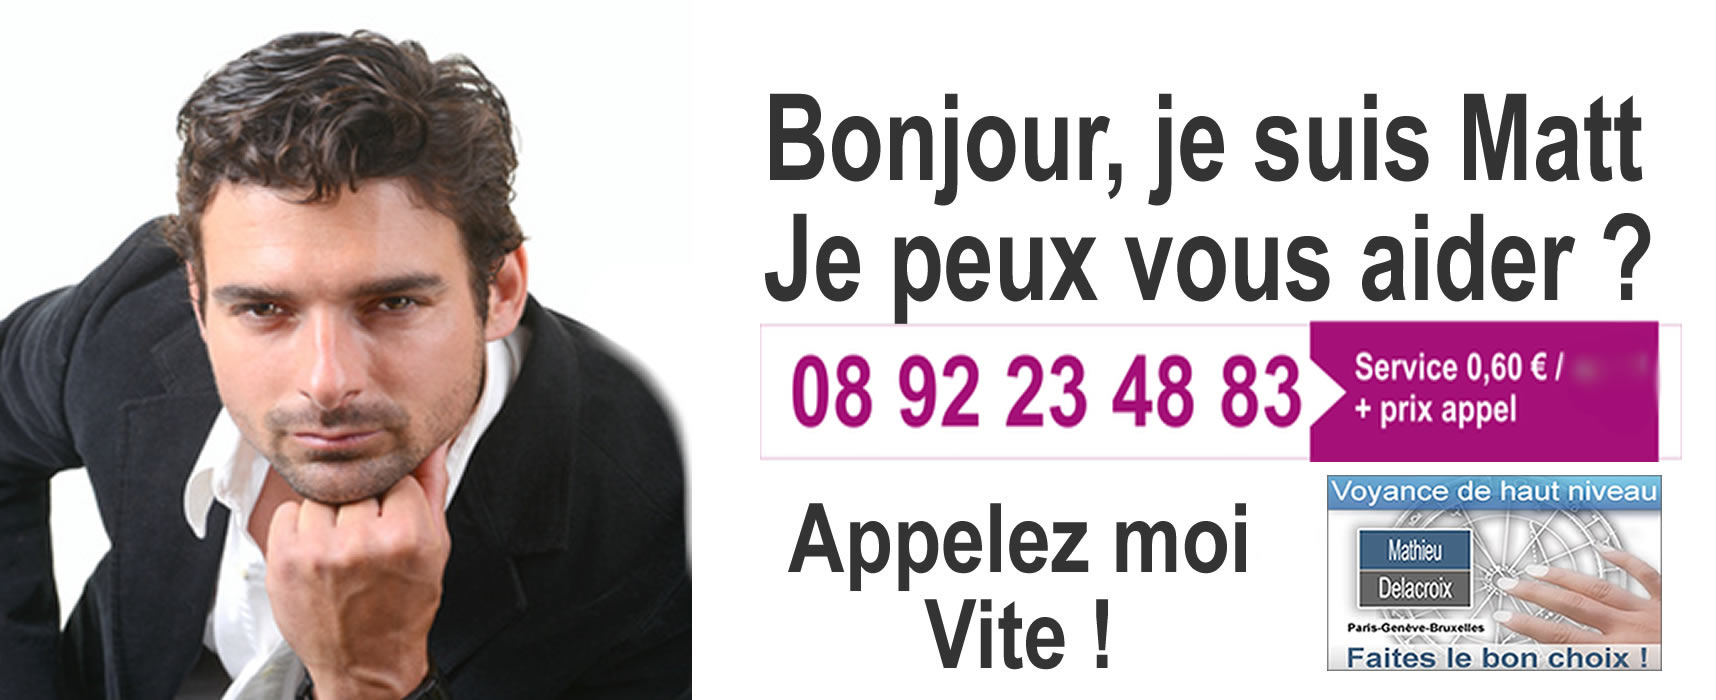 Bonjour, je suis Matt
Je peux vous aider ?
08 92 23 48 83
Service 0,60 € /
+ prix appel
Appelez moi
Vite !
Voyance de haut niveau
Mathieu
Delacroix
Paris-Genève-Bruxelles
Faites le bon choix !